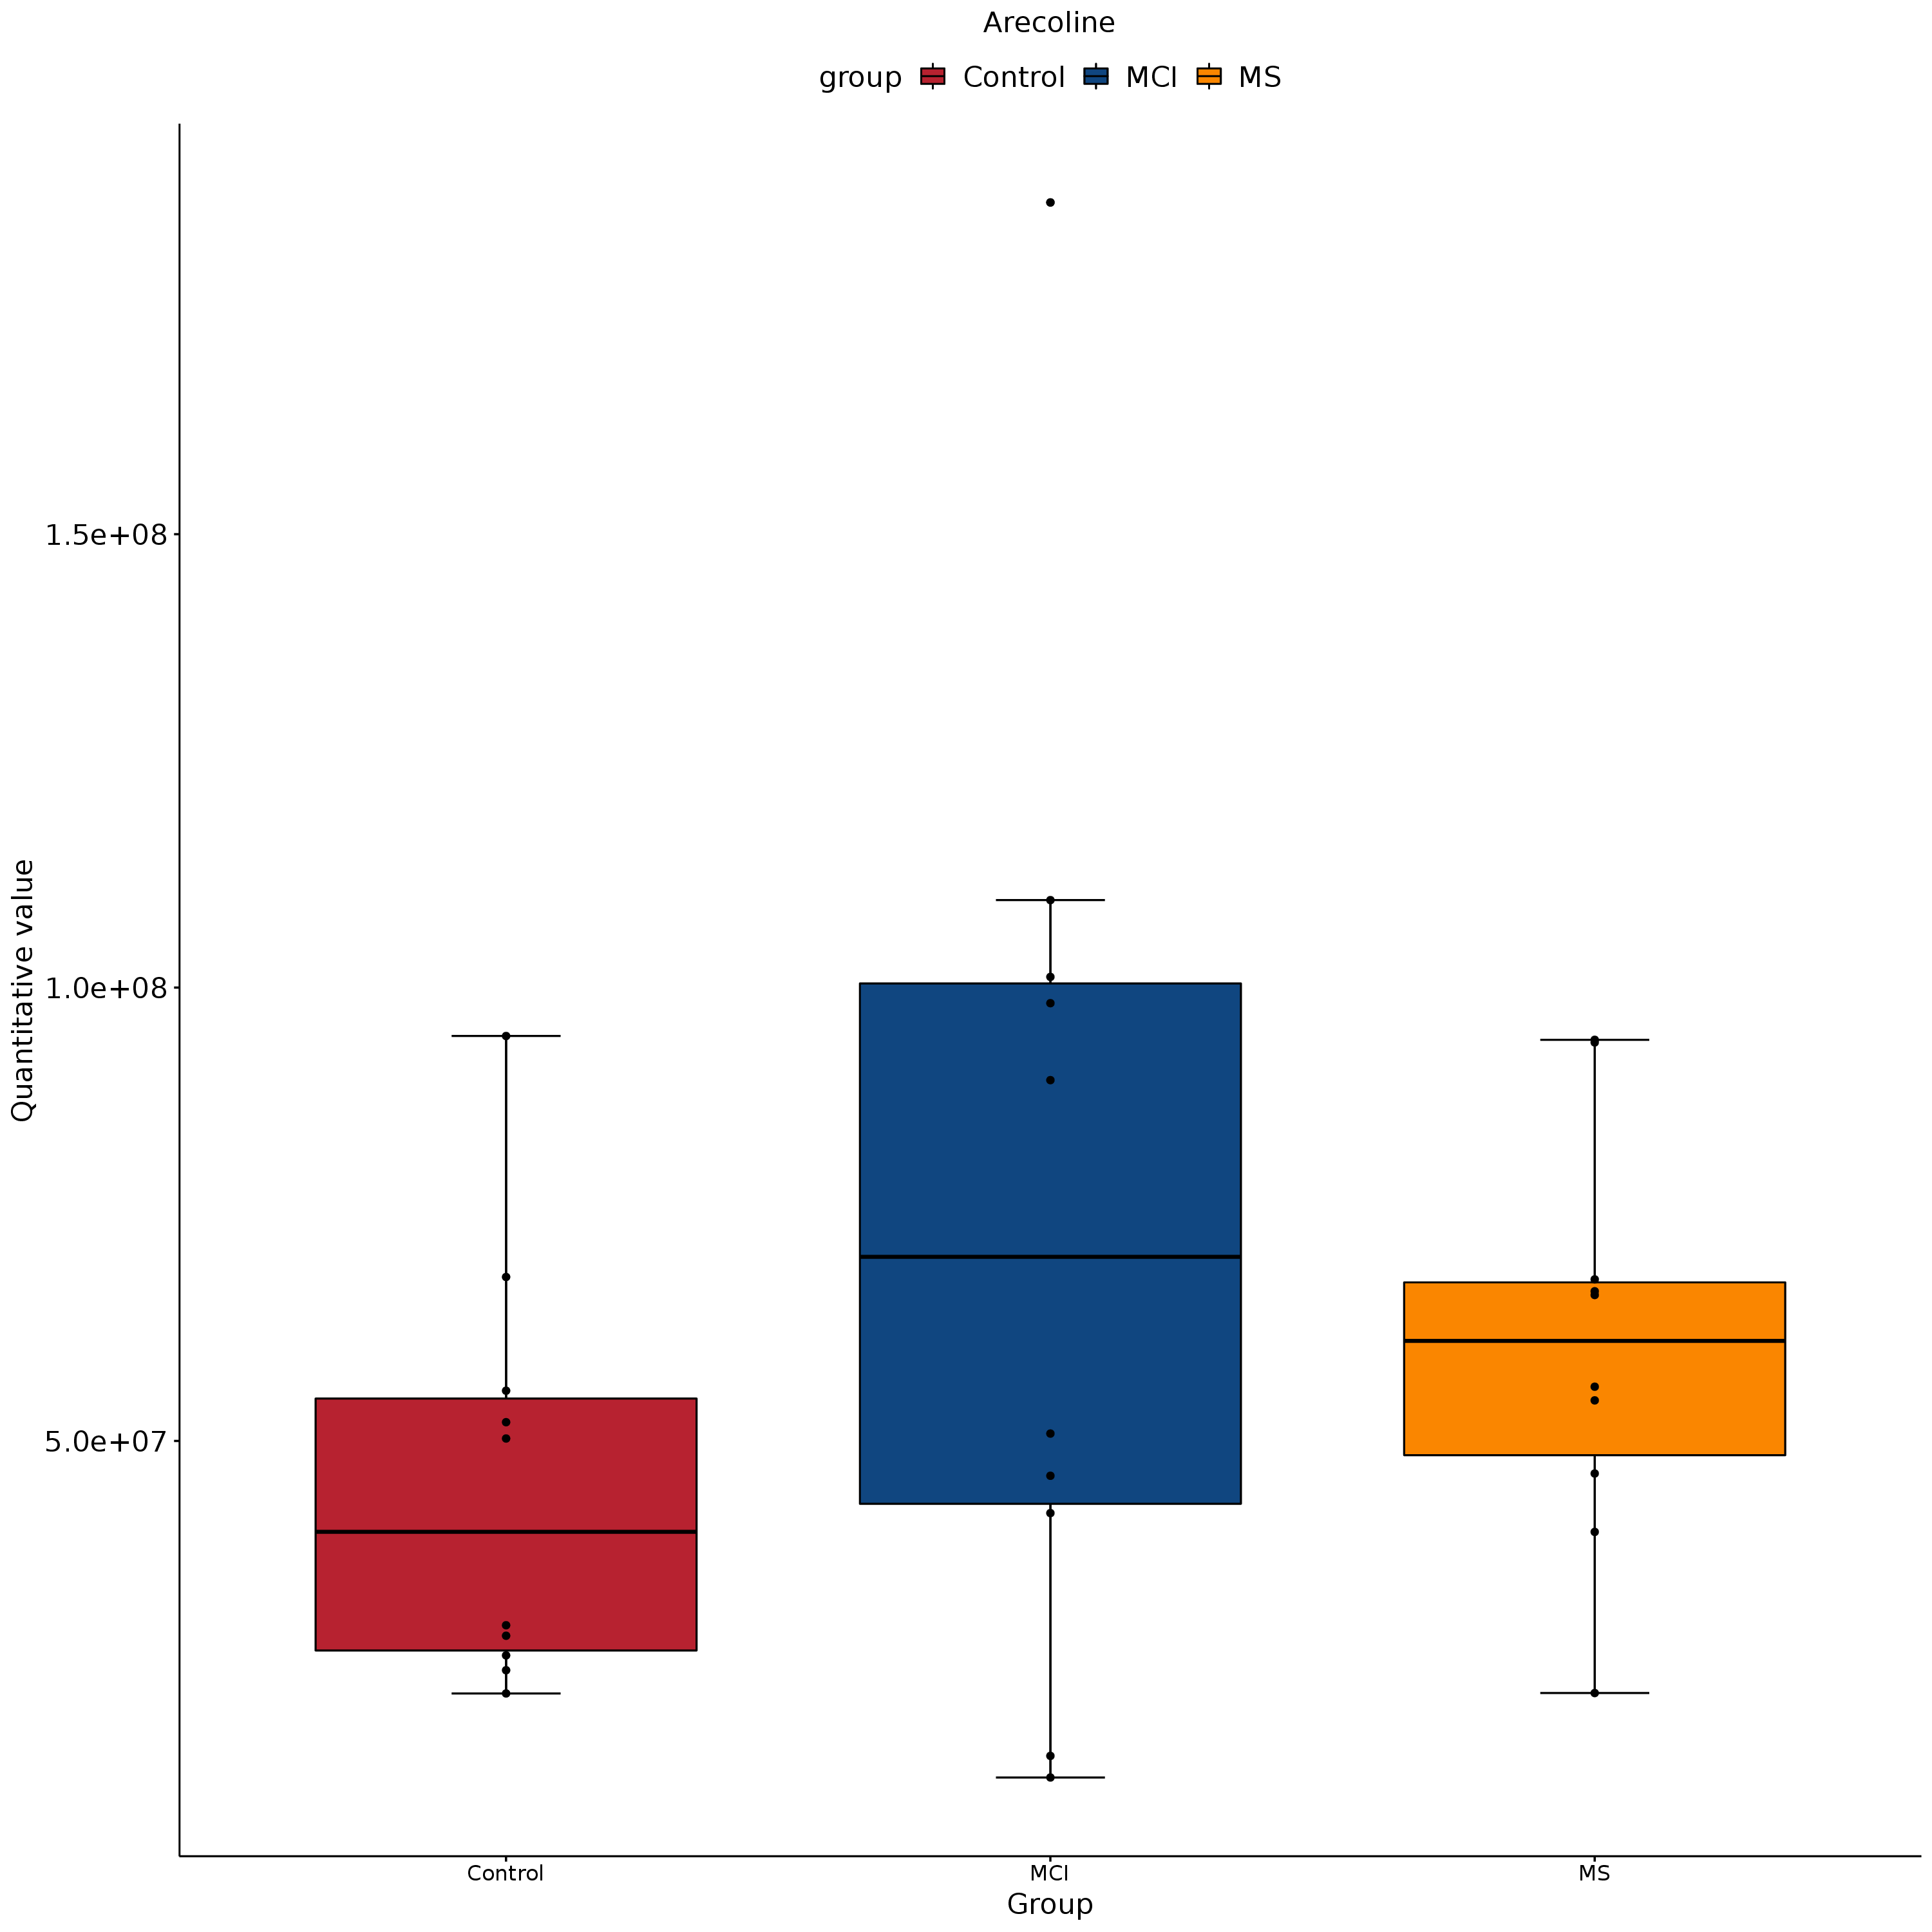 Arecoline
group Control MCI MS
Quantitative value
1.5e+08
1.0e+08
5.0e+07
Control MCI MS
Group